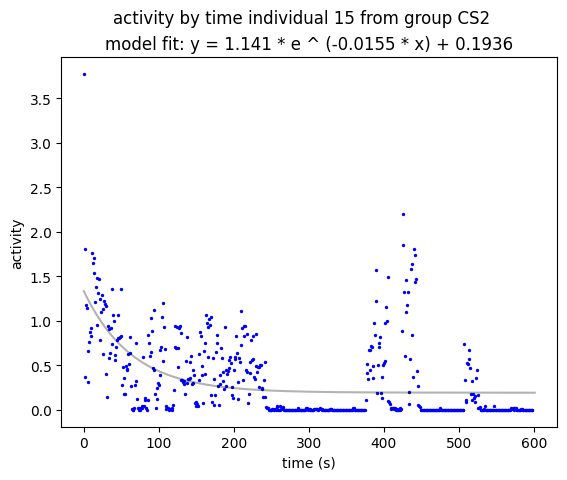 activity by time individual 15 from group CS2
model fit: y = 1.141 * e ^ (-0.0155 * x) + 0.1936
3.5
3.0
2.5
2.0
1.5
1.0
0.5
0.0
activity
0 100 200 300 400 500 600
time (s)